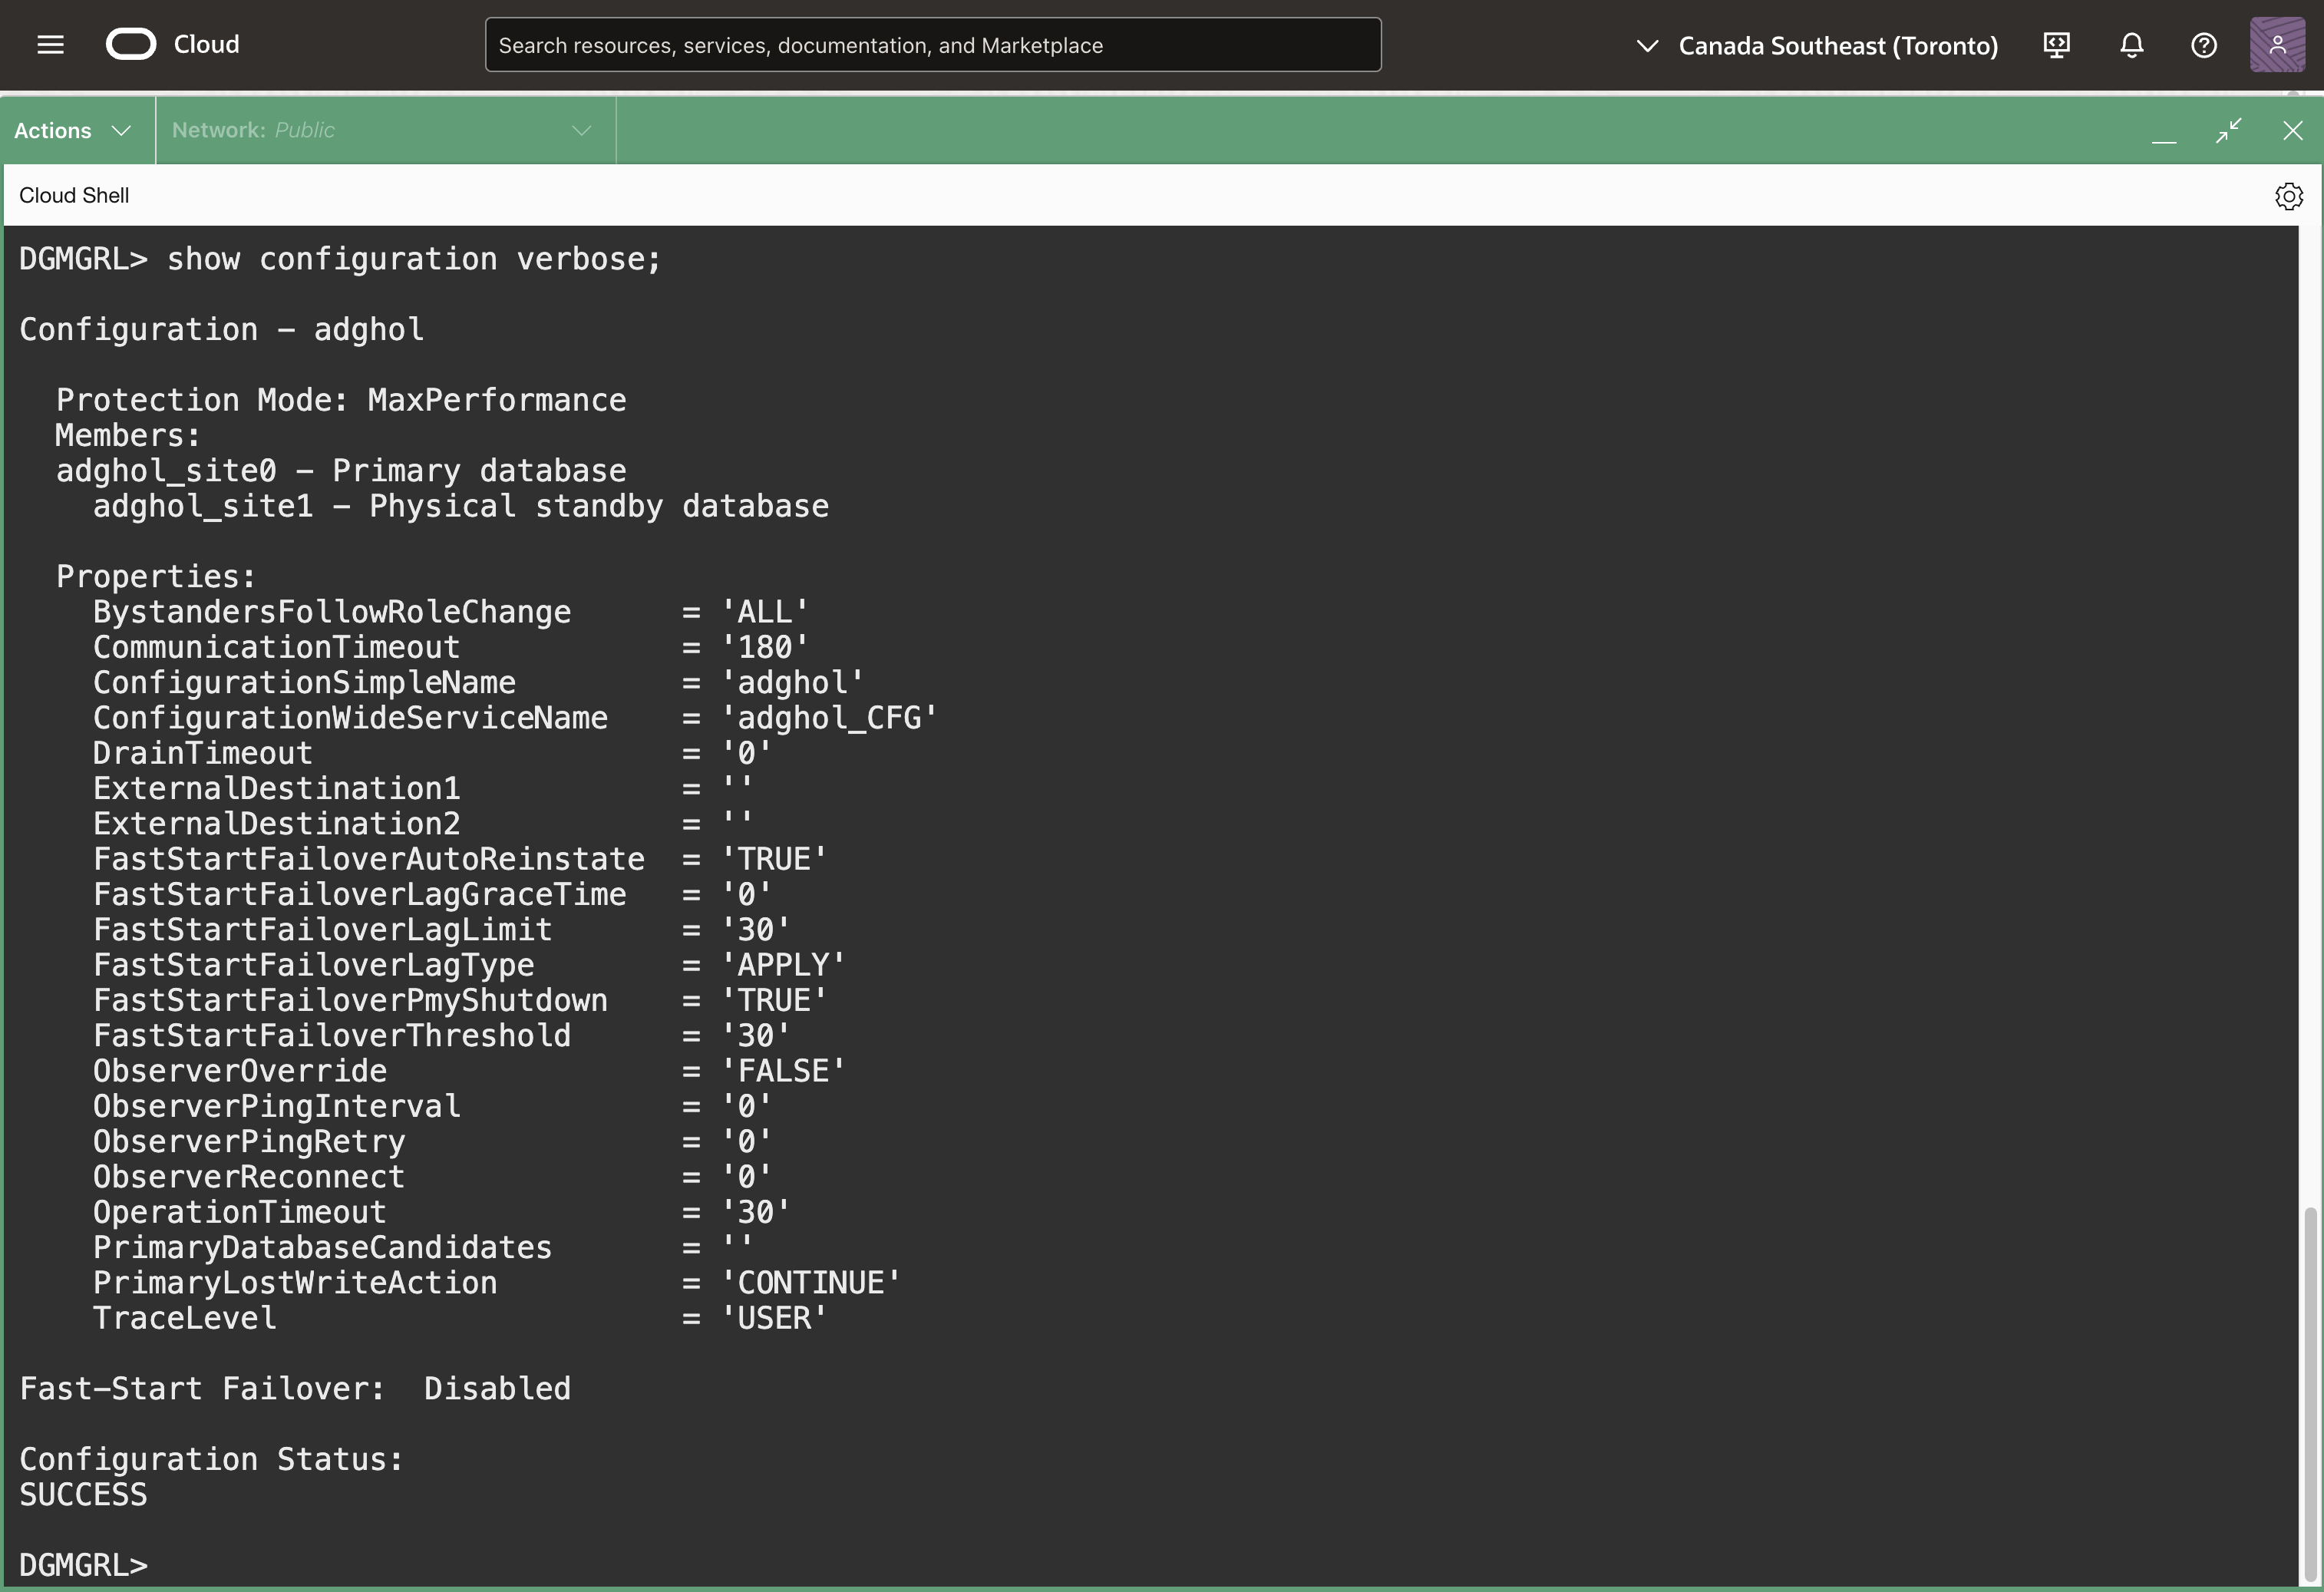 Cloud
Search resources, services, documentation, and Marketplace
Canada Southeast (Toronto)
Actions
Network: Public
Cloud Shell
DGMGRL> show configuration verbose;
Configuration - adghol
Protection Mode: MaxPerformance
Members:
adghol_site0 - Primary database
adghol_site1 - Physical standby database
Properties:
BystandersFollowRoleChange = 'ALL'
CommunicationTimeout = '180'
ConfigurationSimpleName = 'adghol'
ConfigurationWideServiceName = 'adghol_CFG'
DrainTimeout = '0'
ExternalDestination1 = ''
ExternalDestination2 = ''
FastStartFailoverAutoReinstate = 'TRUE'
FastStartFailoverLagGraceTime = '0'
FastStartFailoverLagLimit = '30'
FastStartFailoverLagType = 'APPLY'
FastStartFailoverPmyShutdown = 'TRUE'
FastStartFailoverThreshold = '30'
ObserverOverride = 'FALSE'
ObserverPingInterval = '0'
ObserverPingRetry = '0'
ObserverReconnect = '0'
OperationTimeout = '30'
PrimaryDatabaseCandidates = ''
PrimaryLostWriteAction = 'CONTINUE'
TraceLevel = 'USER'
Fast-Start Failover: Disabled
Configuration Status:
SUCCESS
DGMGRL>